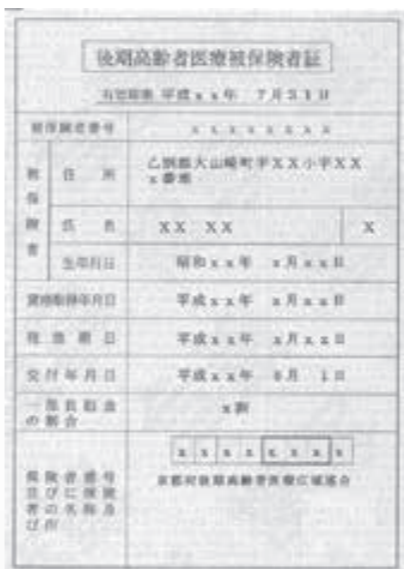 後期高齢者医療被保険者証
有効期限 平成xx年 7月31日
被保険者番号 xxxxxxxx
被保険者
住所 乙訓郡大山崎町字XX小字XX
x番地
氏名 XX XX X
生年月日 昭和xx年 x月xx日
資格取得年月日 平成xx年 x月xx日
発効期日 平成xx年 x月xx日
交付年月日 平成xx年 8月 1日
一部負担金
の割合 x割
xxxxxxxx
保険者番号
並びに保険
者の名称及
び印
京都府後期高齢者医療広域連合